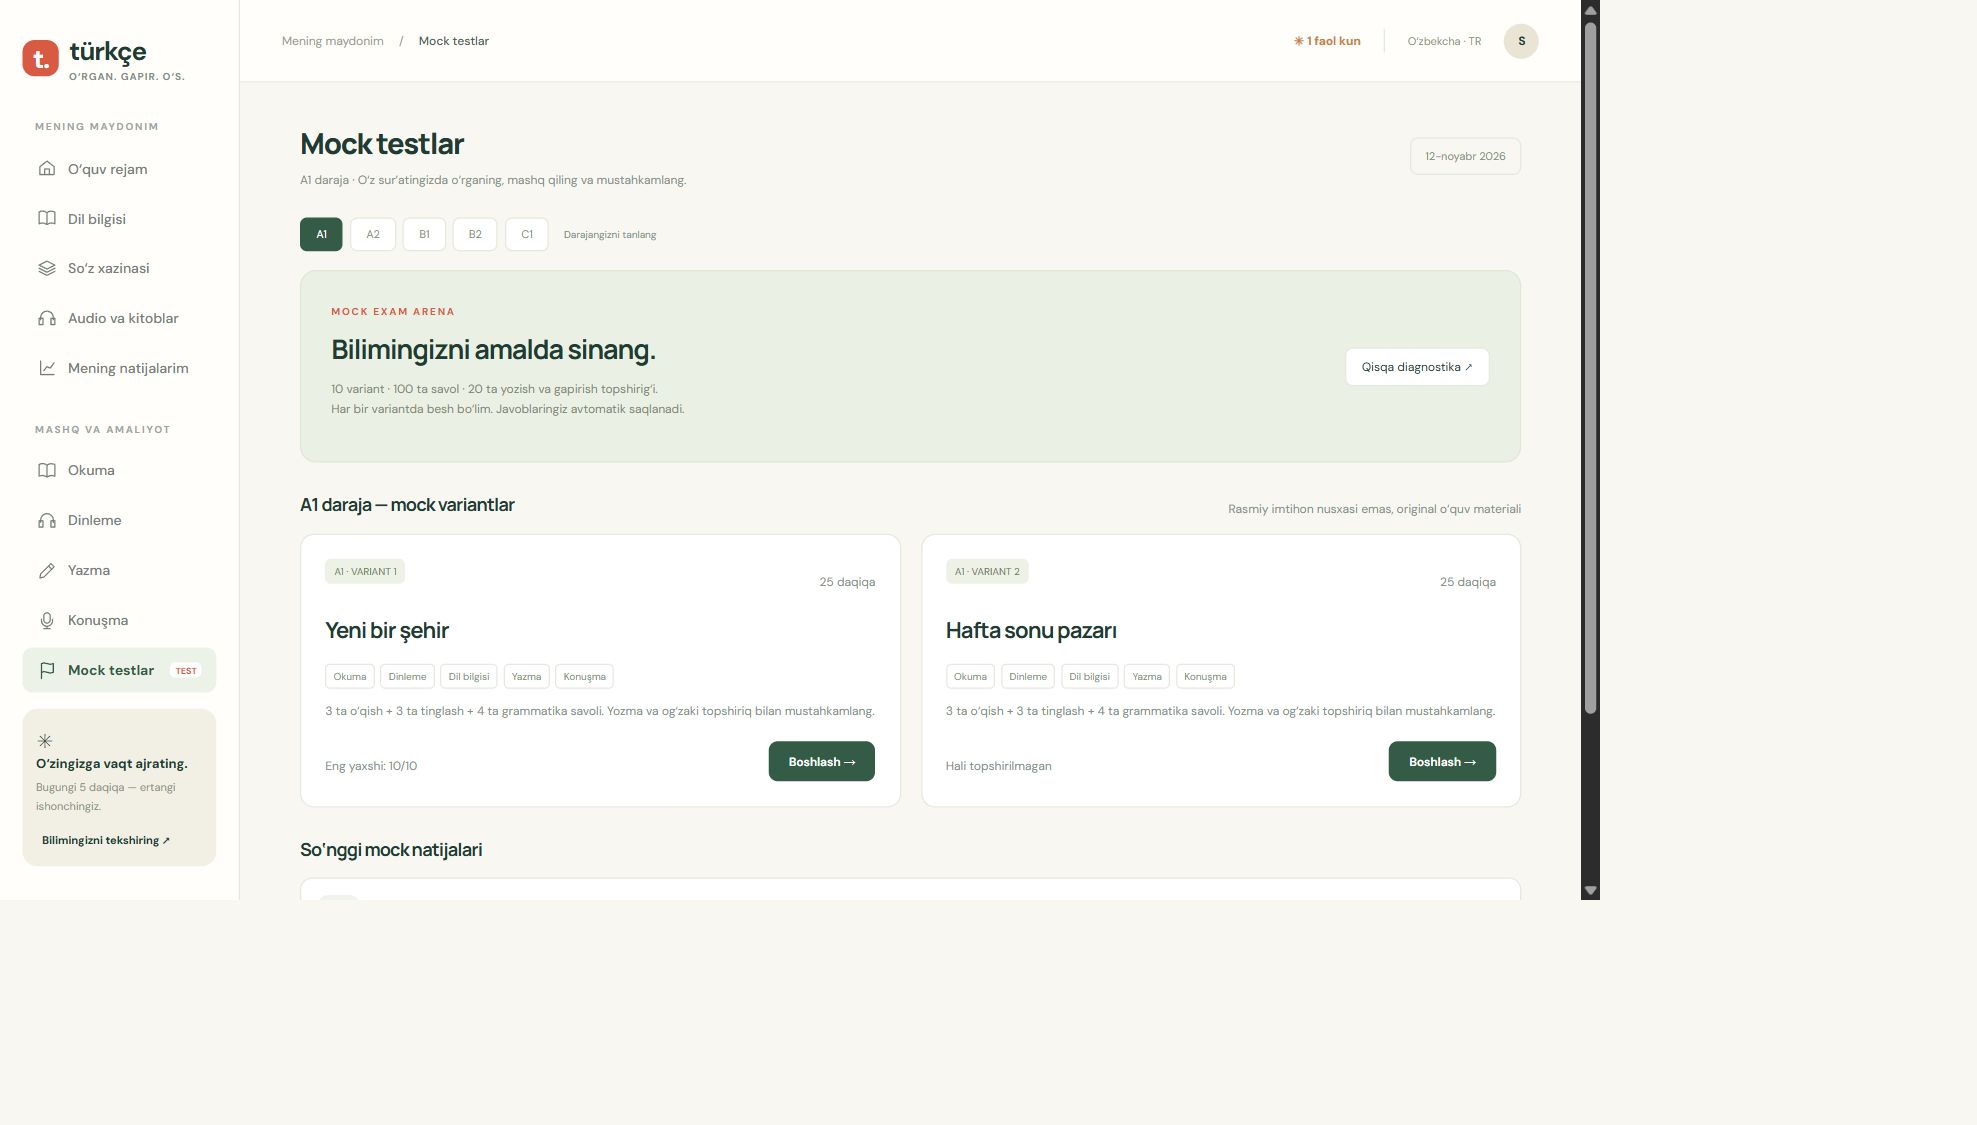 t.
türkçe
O‘RGAN. GAPIR. O‘S.
MENING MAYDONIM
O‘quv rejam
Dil bilgisi
So‘z xazinasi
Audio va kitoblar
Mening natijalarim
MASHQ VA AMALIYOT
Okuma
Dinleme
Yazma
Konuşma
Mock testlar TEST
✳
O‘zingizga vaqt ajrating.
Bugungi 5 daqiqa — ertangi
ishonchingiz.
Bilimingizni tekshiring ↗
Mening maydonim / Mock testlar
✳ 1 faol kun
O‘zbekcha · TR
S
Mock testlar
A1 daraja · O‘z sur’atingizda o‘rganing, mashq qiling va mustahkamlang.
12-noyabr 2026
A1 A2 B1 B2 C1 Darajangizni tanlang
MOCK EXAM ARENA
Bilimingizni amalda sinang.
10 variant · 100 ta savol · 20 ta yozish va gapirish topshirig‘i.
Har bir variantda besh bo‘lim. Javoblaringiz avtomatik saqlanadi.
Qisqa diagnostika ↗
A1 daraja — mock variantlar
Rasmiy imtihon nusxasi emas, original o‘quv materiali
A1 · VARIANT 1
25 daqiqa
Yeni bir şehir
Okuma Dinleme Dil bilgisi Yazma Konuşma
3 ta o‘qish + 3 ta tinglash + 4 ta grammatika savoli. Yozma va og‘zaki topshiriq bilan mustahkamlang.
Eng yaxshi: 10/10
Boshlash →
A1 · VARIANT 2
25 daqiqa
Hafta sonu pazarı
Okuma Dinleme Dil bilgisi Yazma Konuşma
3 ta o‘qish + 3 ta tinglash + 4 ta grammatika savoli. Yozma va og‘zaki topshiriq bilan mustahkamlang.
Hali topshirilmagan
Boshlash →
So‘nggi mock natijalari